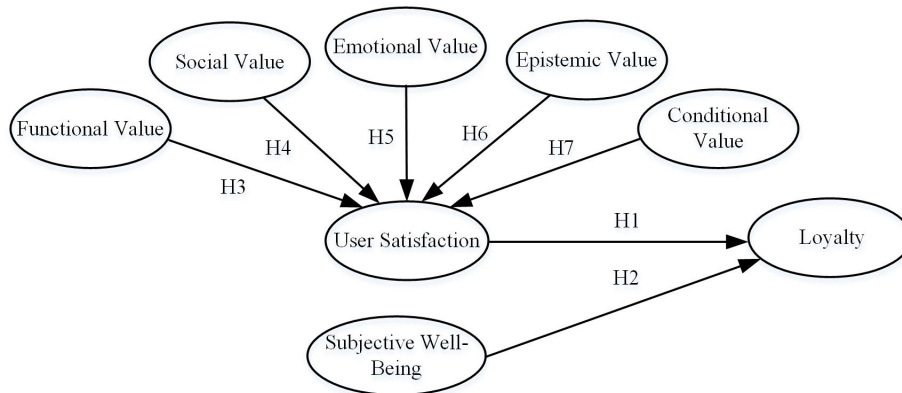 Emotional Value
Social Value
Epistemic Value
Functional Value
Conditional
Value
H3
H4
H5
H6
H7
User Satisfaction
H1
Loyalty
H2
Subjective Well-
Being